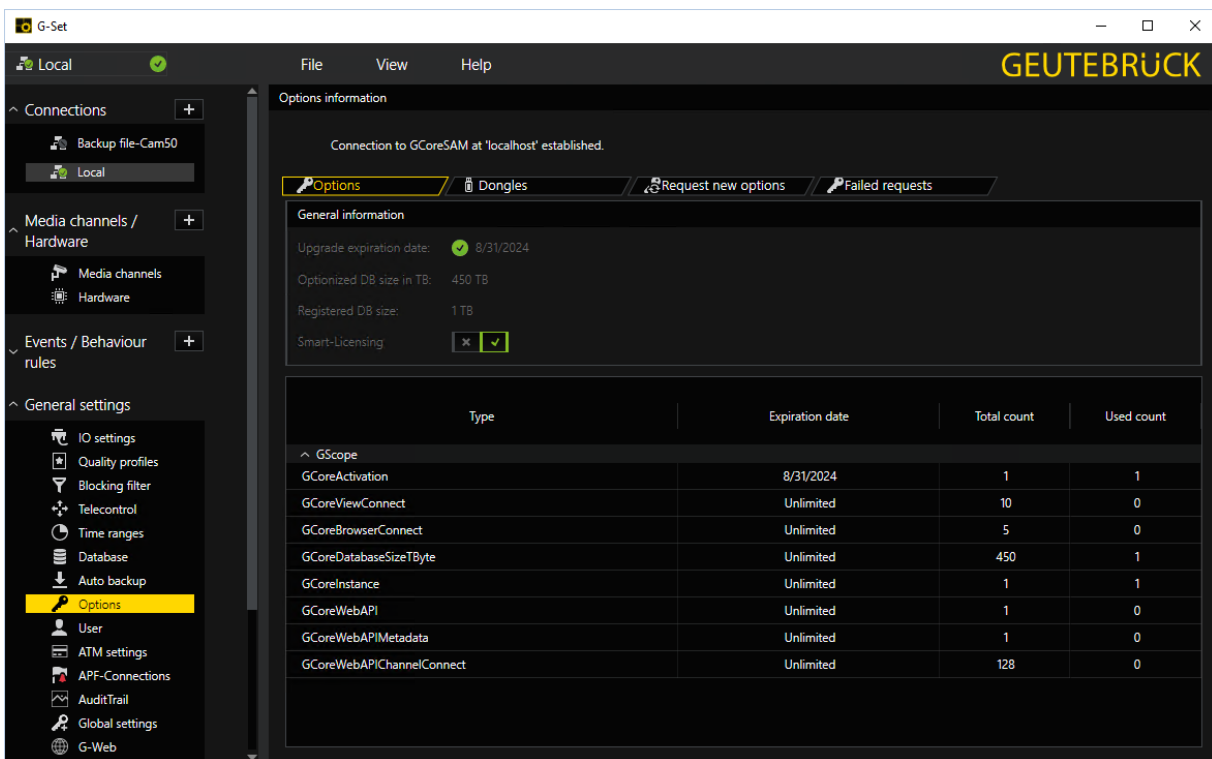 G-Set
Local
File View Help
GEUTEBRÜCK
Connections
Backup file-Cam50
Local
Media channels /
Hardware
Media channels
Hardware
Events / Behaviour
rules
General settings
IO settings
Quality profiles
Blocking filter
Telecontrol
Time ranges
Database
Auto backup
Options
User
ATM settings
APF-Connections
AuditTrail
Global settings
G-Web
Options information
Connection to GCoreSAM at 'localhost' established.
Options Dongles Request new options Failed requests
General information
Upgrade expiration date: 8/31/2024
Optionized DB size in TB: 450 TB
Registered DB size: 1 TB
Smart-Licensing
Type Expiration date Total count Used count
GScope
GCoreActivation 8/31/2024 1 1
GCoreViewConnect Unlimited 10 0
GCoreBrowserConnect Unlimited 5 0
GCoreDatabaseSizeTByte Unlimited 450 1
GCoreInstance Unlimited 1 1
GCoreWebAPI Unlimited 1 0
GCoreWebAPIMetadata Unlimited 1 0
GCoreWebAPIChannelConnect Unlimited 128 0